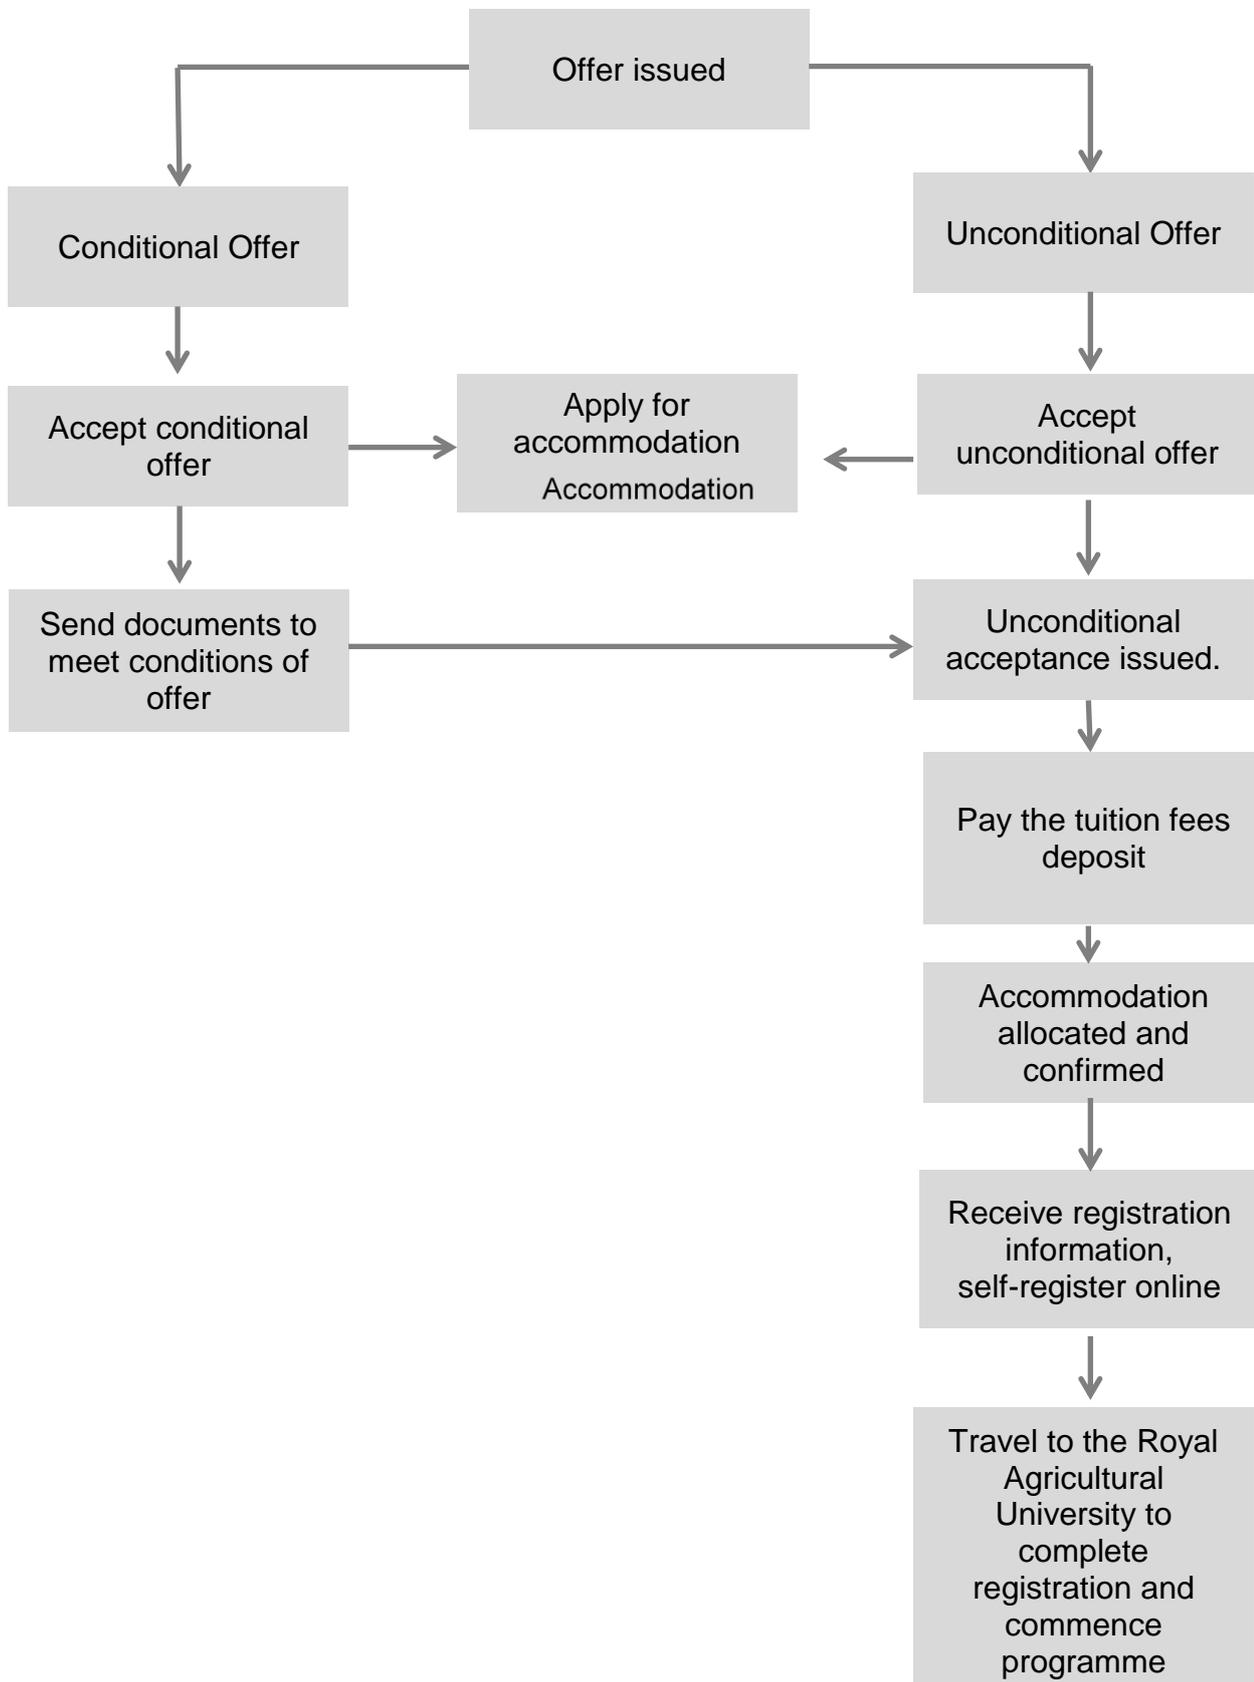 Offer issued
Conditional Offer
Unconditional Offer
Accept conditional
offer
Apply for
accommodation
Accommodation
Accept
unconditional offer
Send documents to
meet conditions of
offer
Unconditional
acceptance issued.
Pay the tuition fees
deposit
Accommodation
allocated and
confirmed
Receive registration
information,
self-register online
Travel to the Royal
Agricultural
University to
complete
registration and
commence
programme